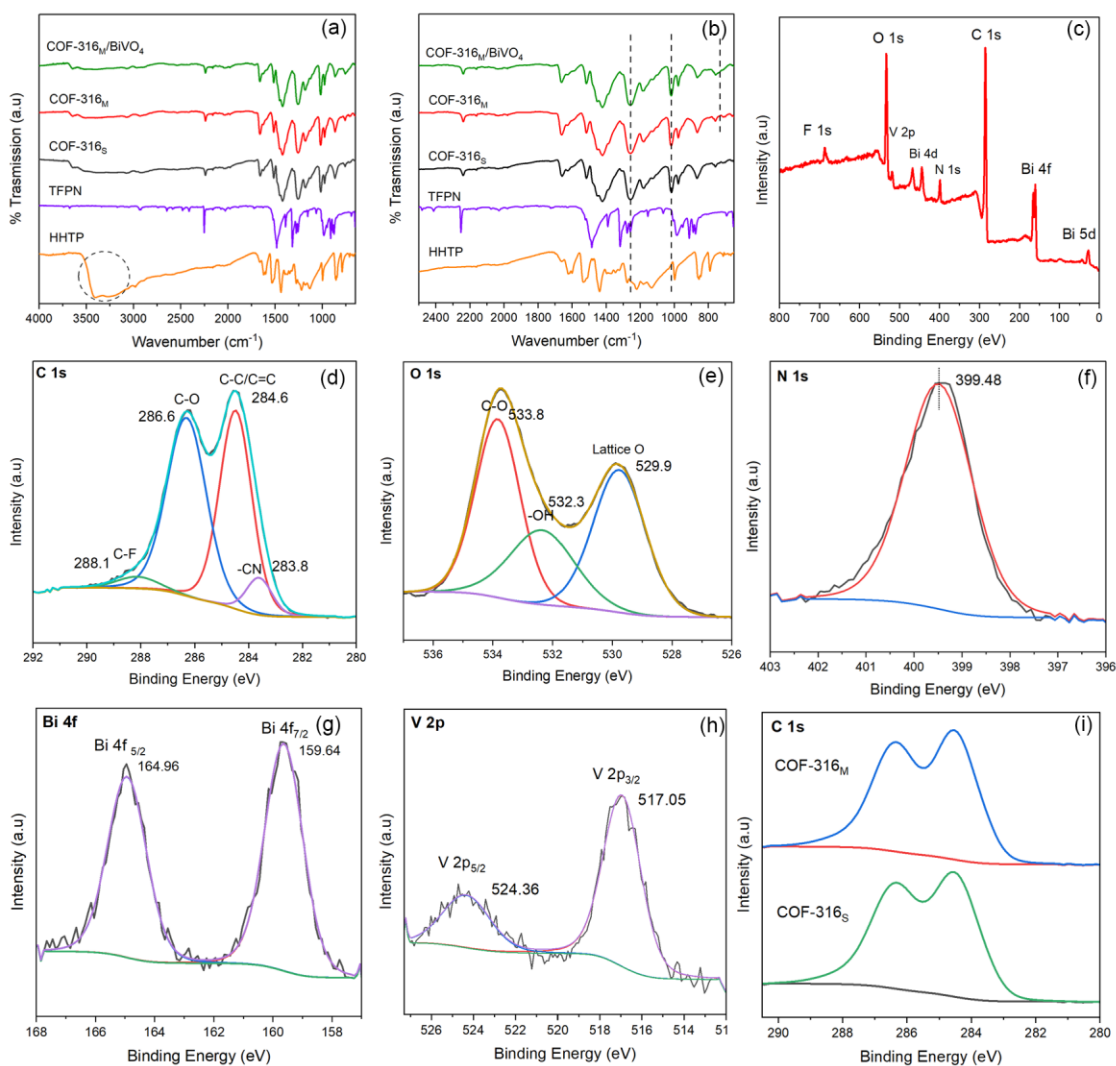 (a)
COF-316M/BiVO4
COF-316M
COF-316S
TFPN
HHTP
% Trasmission (a.u)
4000 3500 3000 2500 2000 1500 1000
Wavenumber (cm-1)
(b)
COF-316M/BiVO4
COF-316M
COF-316S
TFPN
HHTP
% Trasmission (a.u)
2400 2200 2000 1800 1600 1400 1200 1000 800
Wavenumber (cm-1)
(c)
O 1s
C 1s
F 1s
V 2p
Bi 4d
N 1s
Bi 4f
Bi 5d
Intensity (a.u)
800 700 600 500 400 300 200 100 0
Binding Energy (eV)
C 1s
(d)
C-C/C=C
C-O
286.6
284.6
C-F
288.1
-CN
283.8
Intensity (a.u)
292 290 288 286 284 282 280
Binding Energy (eV)
O 1s
(e)
C-O
533.8
Lattice O
529.9
532.3
-OH
Intensity (a.u)
536 534 532 530 528 526
Binding Energy (eV)
N 1s
(f)
399.48
Intensity (a.u)
403 402 401 400 399 398 397 396
Binding Energy (eV)
Bi 4f
(g)
Bi 4f7/2
159.64
Bi 4f 5/2
164.96
Intensity (a.u)
168 165 162 159
Binding Energy (eV)
V 2p
(h)
V 2p3/2
517.05
V 2p5/2
524.36
Intensity (a.u)
526 524 522 520 517 514 511
Binding Energy (eV)
C 1s
(i)
COF-316M
COF-316S
Intensity (a.u)
290 288 286 284 283 280
Binding Energy (eV)